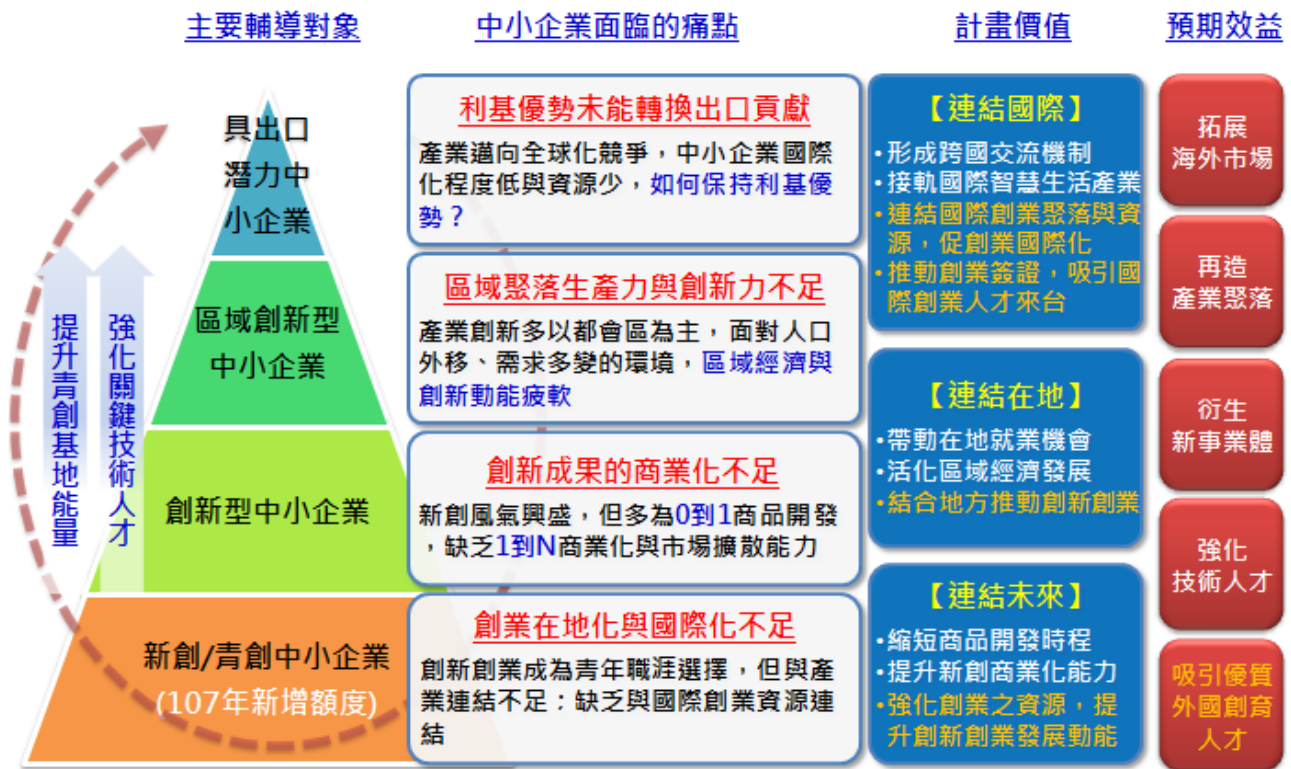 主要輔導對象
中小企業面臨的痛點
計畫價值
預期效益
具出口
潛力中
小企業
區域創新型
中小企業
創新型中小企業
新創/青創中小企業
(107年新增額度)
提升青創基地能量
強化關鍵技術人才
利基優勢未能轉換出口貢獻
產業邁向全球化競爭，中小企業國際
化程度低與資源少，如何保持利基優
勢？
區域聚落生產力與創新力不足
產業創新多以都會區為主，面對人口
外移、需求多變的環境，區域經濟與
創新動能疲軟
創新成果的商業化不足
新創風氣興盛，但多為0到1商品開發
，缺乏1到N商業化與市場擴散能力
創業在地化與國際化不足
創新創業成為青年職涯選擇，但與產
業連結不足；缺乏與國際創業資源連
結
【連結國際】
•形成跨國交流機制
•接軌國際智慧生活產業
•連結國際創業聚落與資
源，促創業國際化
•推動創業簽證，吸引國
際創業人才來台
【連結在地】
•帶動在地就業機會
•活化區域經濟發展
•結合地方推動創新創業
【連結未來】
•縮短商品開發時程
•提升新創商業化能力
•強化創業之資源，提
升創新創業發展動能
拓展
海外市場
再造
產業聚落
衍生
新事業體
強化
技術人才
吸引優質
外國創育
人才